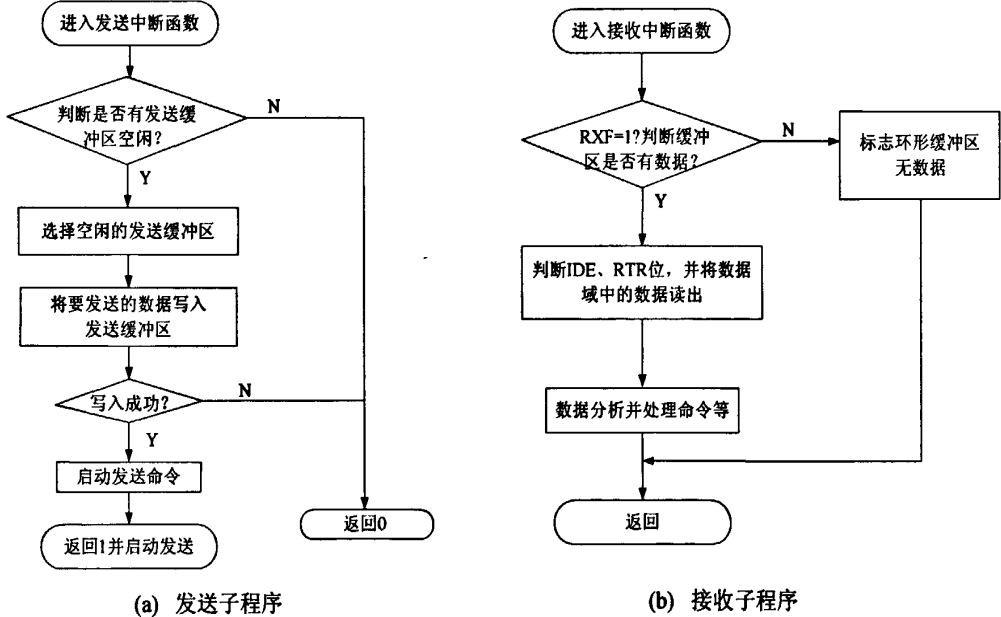 进入发送中断函数
判断是否有发送缓
冲区空闲?
N
Y
选择空闲的发送缓冲区
将要发送的数据写入
发送缓冲区
写入成功?
N
Y
启动发送命令
返回1并启动发送
返回0
(a) 发送子程序
进入接收中断函数
RXF=1?判断缓冲
区是否有数据?
N
标志环形缓冲区
无数据
Y
判断IDE、RTR位,并将数据
域中的数据读出
数据分析并处理命令等
返回
(b) 接收子程序